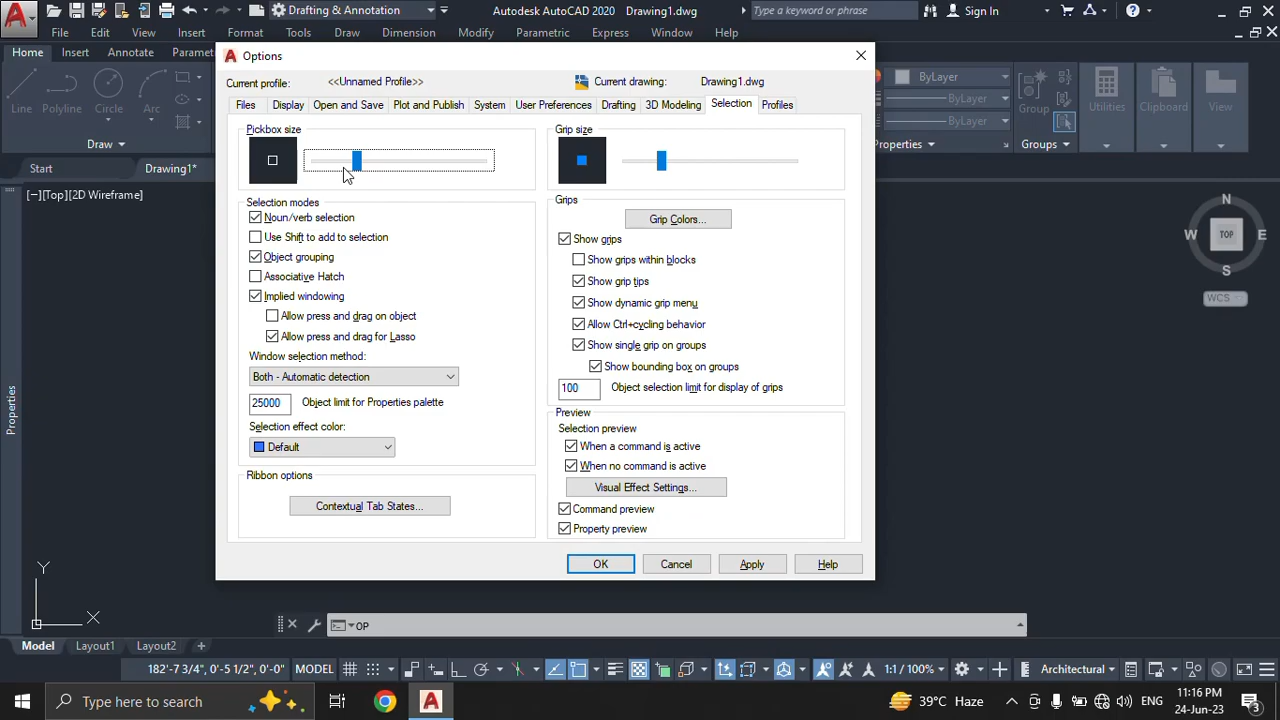 Drafting & Annotation
Autodesk AutoCAD 2020 Drawing1.dwg
Type a keyword or phrase
Sign In
File Edit View Insert Format Tools Draw Dimension Modify Parametric Express Window Help
Home Insert Annotate Paramet
Options
Current profile: <<Unnamed Profile>> Current drawing: Drawing1.dwg
Files Display Open and Save Plot and Publish System User Preferences Drafting 3D Modeling Selection Profiles
Line Polyline Circle Arc
Draw
ByLayer
ByLayer
ByLayer
Properties
Group
Groups
Utilities
Clipboard
View
Start
Drawing1*
[−][Top][2D Wireframe]
Pickbox size
Grip size
Selection modes
Noun/verb selection
Use Shift to add to selection
Object grouping
Associative Hatch
Implied windowing
Allow press and drag on object
Allow press and drag for Lasso
Window selection method:
Both - Automatic detection
25000 Object limit for Properties palette
Selection effect color:
Default
Ribbon options
Contextual Tab States...
Grips
Grip Colors...
Show grips
Show grips within blocks
Show grip tips
Show dynamic grip menu
Allow Ctrl+cycling behavior
Show single grip on groups
Show bounding box on groups
100 Object selection limit for display of grips
Preview
Selection preview
When a command is active
When no command is active
Visual Effect Settings...
Command preview
Property preview
OK Cancel Apply Help
N
W TOP E
S
WCS
Properties
Y
X
OP
Model Layout1 Layout2 +
182'-7 3/4", 0'-5 1/2", 0'-0" MODEL
1:1 / 100%
Architectural
Type here to search
39°C Haze
ENG
11:16 PM
24-Jun-23
3